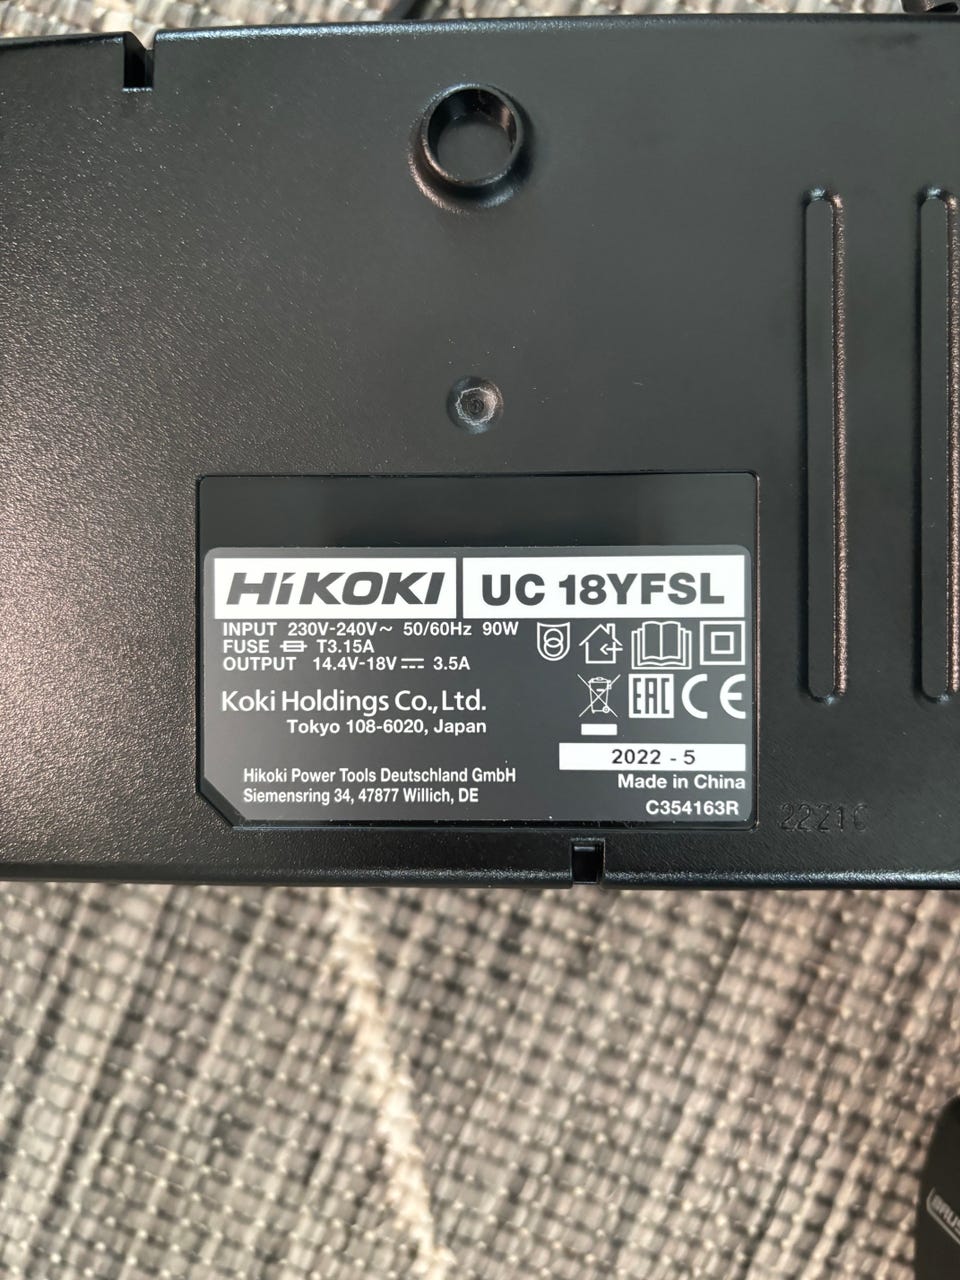 HiKOKI UC 18YFSL
INPUT 230V-240V~ 50/60Hz 90W
FUSE T3.15A
OUTPUT 14.4V-18V⎓ 3.5A
Koki Holdings Co., Ltd.
Tokyo 108-6020, Japan
EAC CE
2022 - 5
Hikoki Power Tools Deutschland GmbH
Siemensring 34, 47877 Willich, DE
Made in China
C354163R
2221C